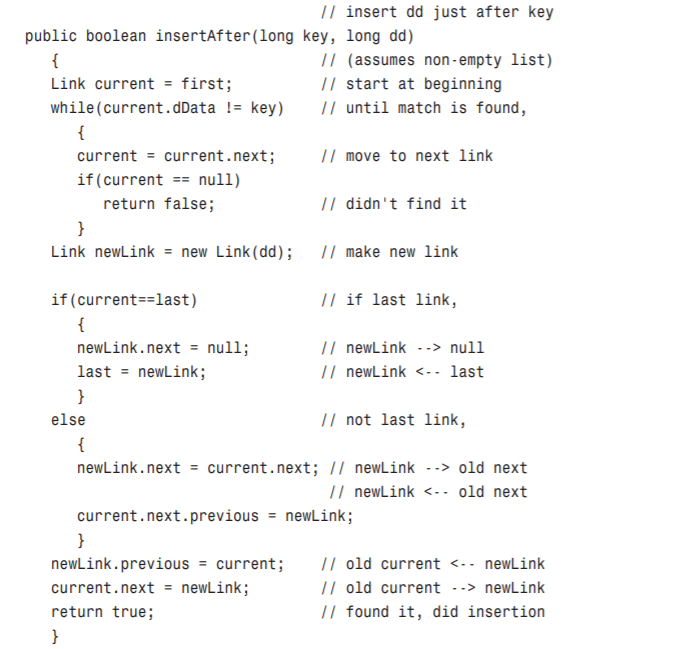 // insert dd just after key
public boolean insertAfter(long key, long dd)
{ // (assumes non-empty list)
Link current = first; // start at beginning
while(current.dData != key) // until match is found,
{
current = current.next; // move to next link
if(current == null)
return false; // didn't find it
}
Link newLink = new Link(dd); // make new link
if(current==last) // if last link,
{
newLink.next = null; // newLink --> null
last = newLink; // newLink <-- last
}
else // not last link,
{
newLink.next = current.next; // newLink --> old next
// newLink <-- old next
current.next.previous = newLink;
}
newLink.previous = current; // old current <-- newLink
current.next = newLink; // old current --> newLink
return true; // found it, did insertion
}